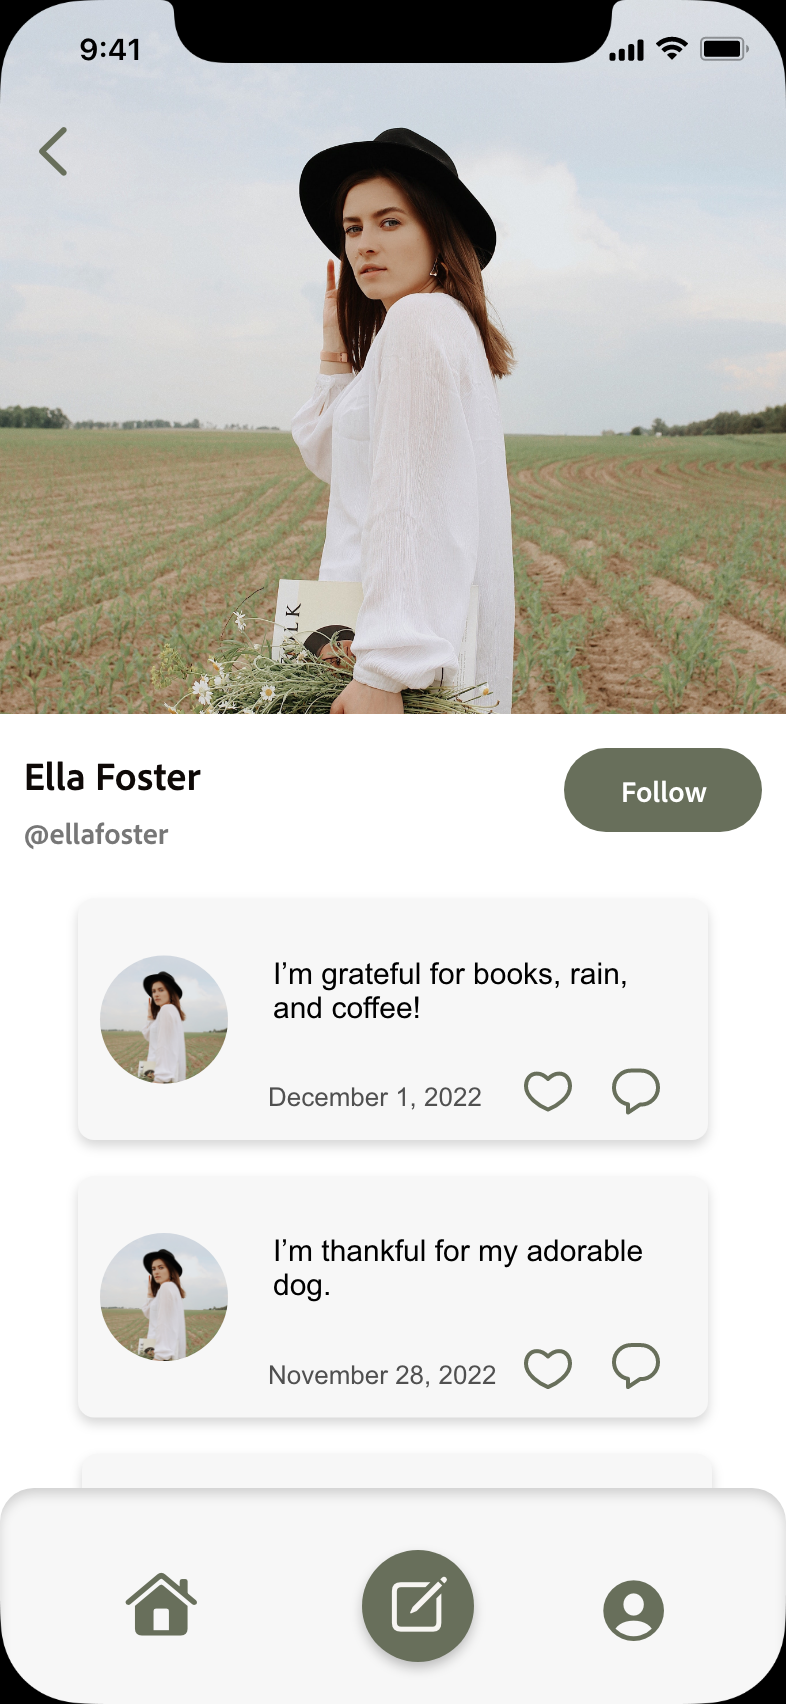 9:41
Ella Foster
Follow
@ellafoster
I’m grateful for books, rain,
and coffee!
December 1, 2022
I’m thankful for my adorable
dog.
November 28, 2022